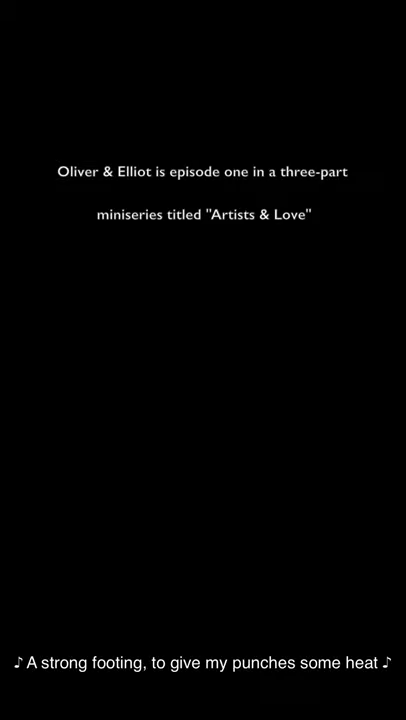 Oliver & Elliot is episode one in a three-part
miniseries titled "Artists & Love"
♪ A strong footing, to give my punches some heat ♪